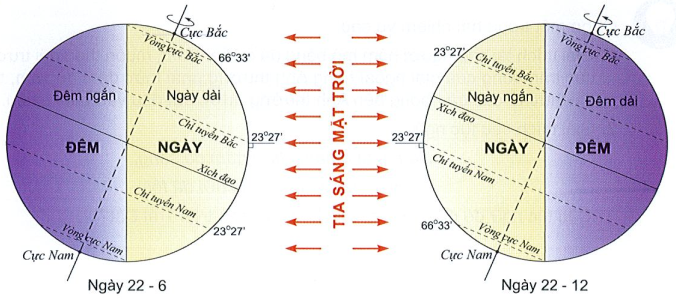 Cực Bắc
Vòng cực Bắc
66°33'
Đêm ngắn
Ngày dài
Chí tuyến Bắc
23°27'
ĐÊM
NGÀY
Xích đạo
Chí tuyến Nam
23°27'
Vòng cực Nam
Cực Nam
Ngày 22 - 6
TIA SÁNG MẶT TRỜI
Cực Bắc
Vòng cực Bắc
23°27'
Chí tuyến Bắc
Ngày ngắn
Đêm dài
Xích đạo
23°27'
NGÀY
ĐÊM
Chí tuyến Nam
66°33'
Vòng cực Nam
Cực Nam
Ngày 22 - 12